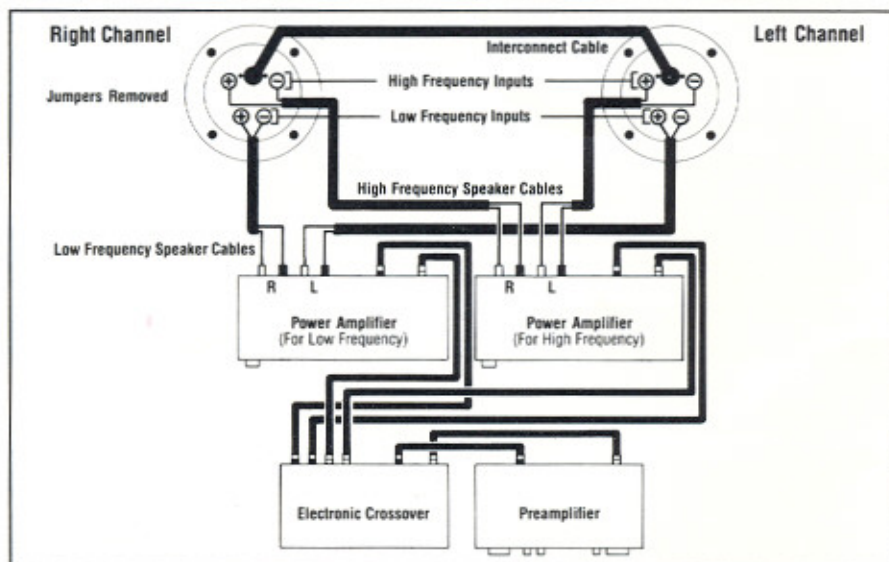 Right Channel
Interconnect Cable
Left Channel
High Frequency Inputs
Jumpers Removed
Low Frequency Inputs
High Frequency Speaker Cables
Low Frequency Speaker Cables
R L
R L
Power Amplifier
(For Low Frequency)
Power Amplifier
(For High Frequency)
Electronic Crossover
Preamplifier